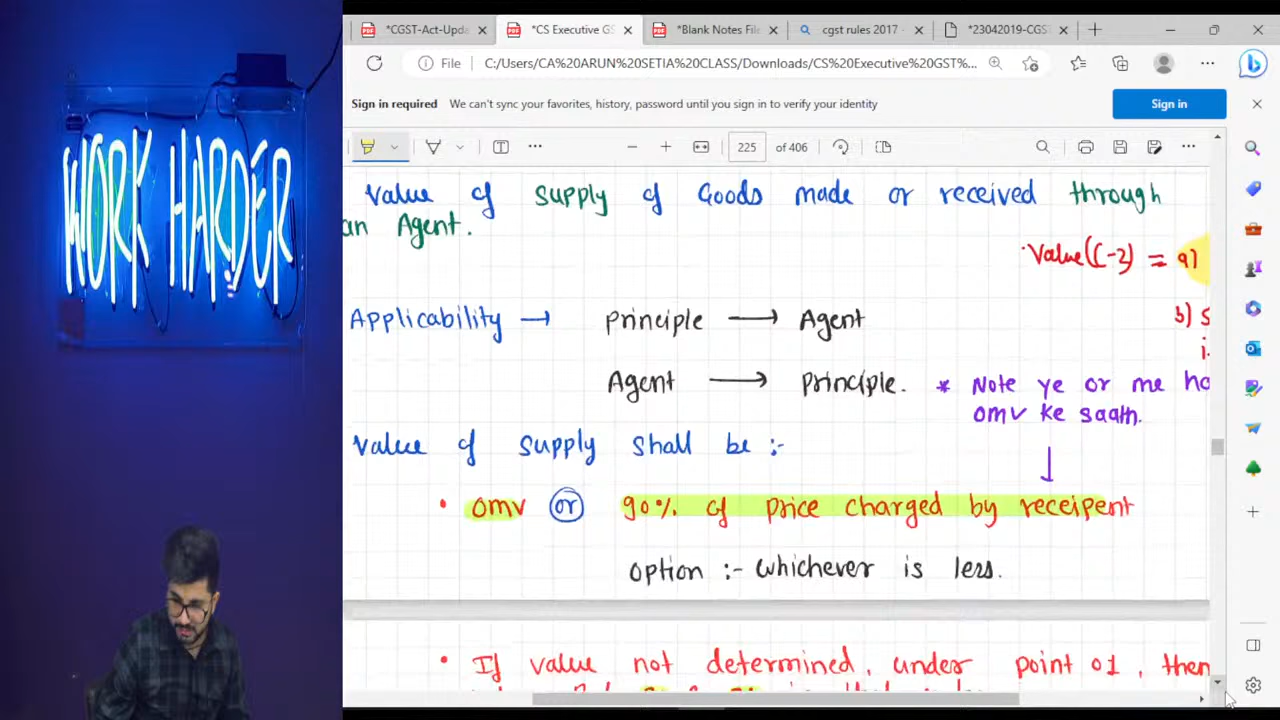 WORK HARDER
*CGST-Act-Upda
*CS Executive GS
*Blank Notes File
cgst rules 2017 -
*23042019-CGST
File
C:/Users/CA%20ARUN%20SETIA%20CLASS/Downloads/CS%20Executive%20GST%...
Sign in required We can't sync your favorites, history, password until you sign in to verify your identity
Sign in
225 of 406
Value of supply of Goods made or received through
an Agent.
Value (C-2) = a)
b) S
i.
Applicability → principle → Agent
Agent → principle. * Note ye or me ho
omv ke saath.
Value of supply shall be :-
• omv or 90% of price charged by receipent
option :- whichever is less.
• If value not determined, under point 01, then